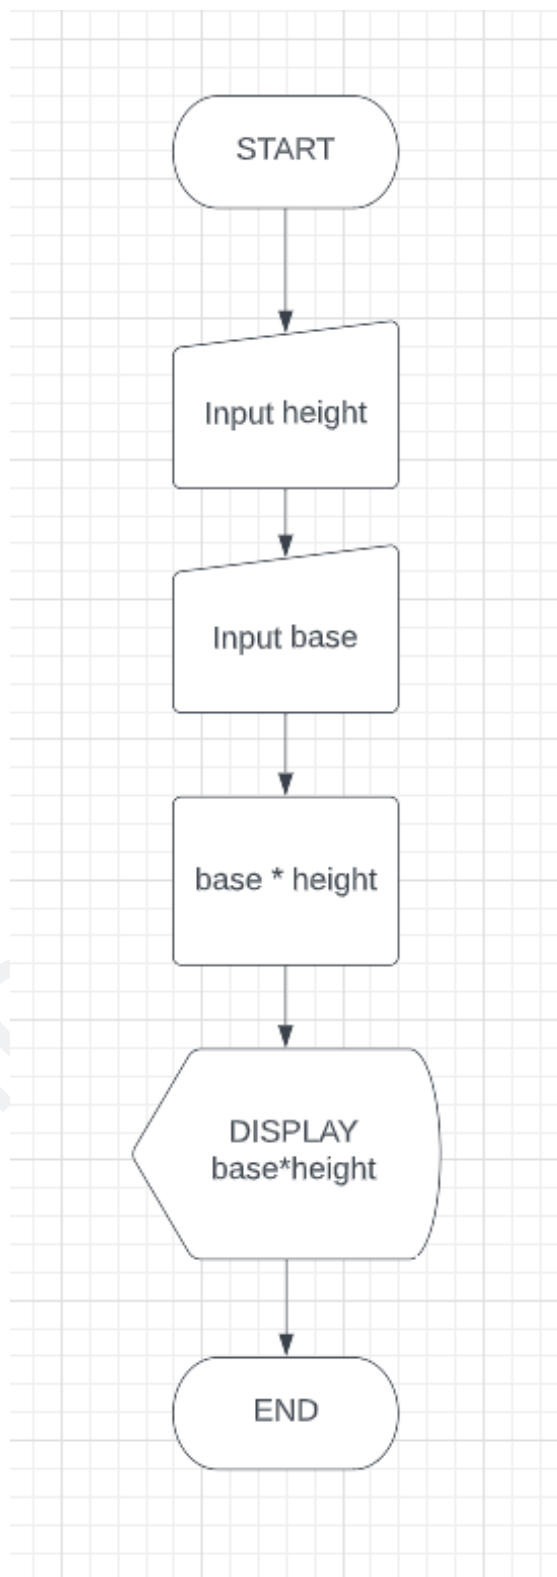 START
Input height
Input base
base * height
DISPLAY
base*height
END